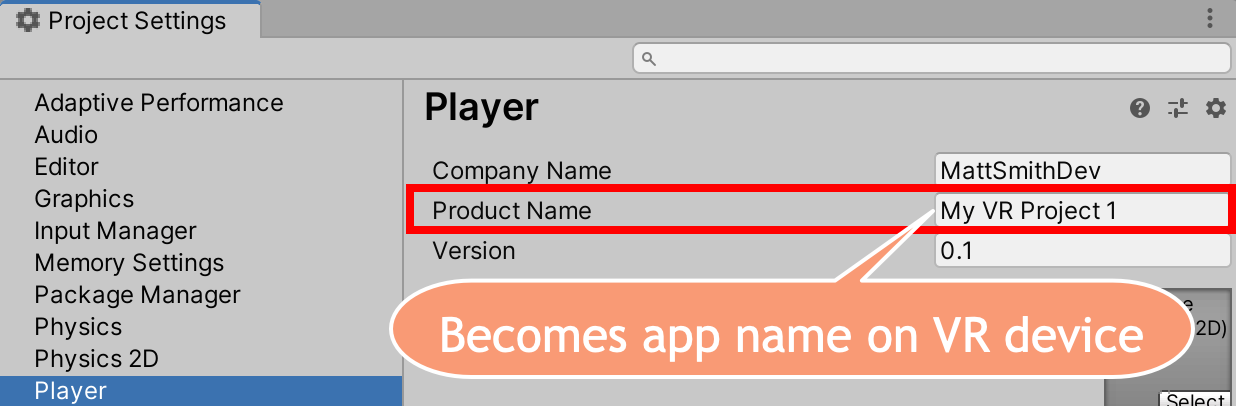 Project Settings
Adaptive Performance
Audio
Editor
Graphics
Input Manager
Memory Settings
Package Manager
Physics
Physics 2D
Player
Player
Company Name MattSmithDev
Product Name My VR Project 1
Version 0.1
Becomes app name on VR device
2D)
Select